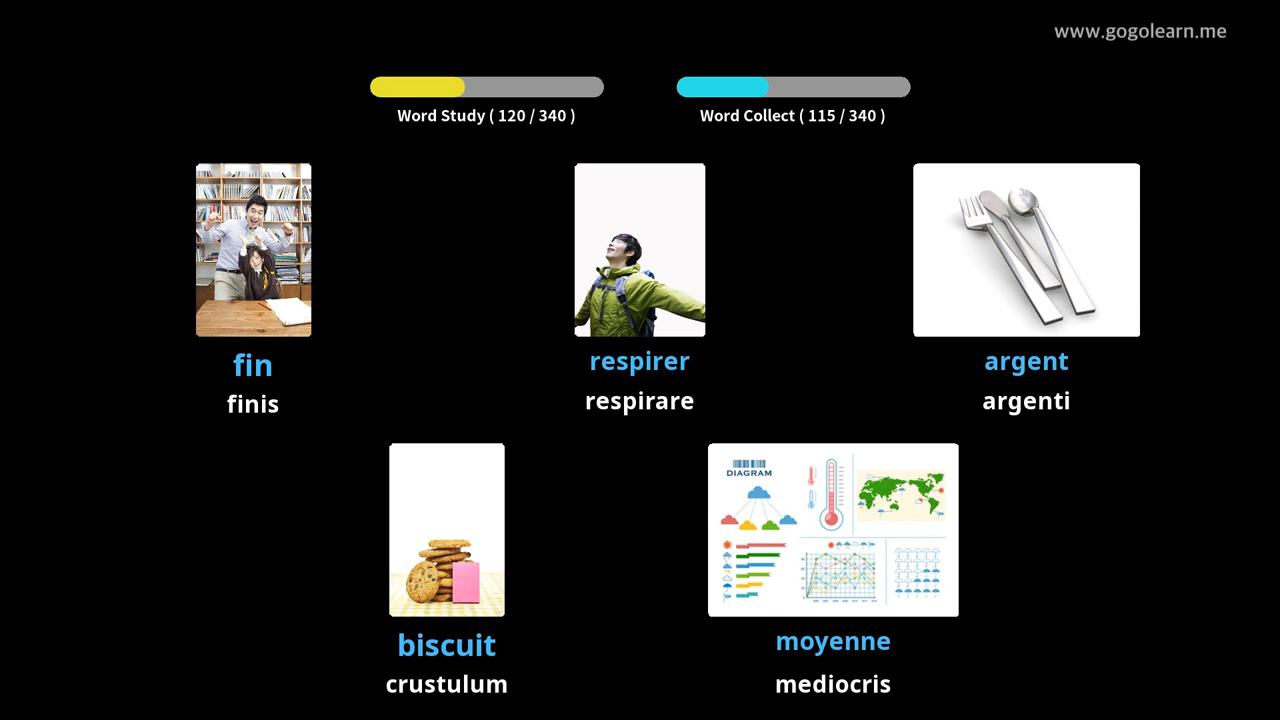 www.gogolearn.me
Word Study ( 120 / 340 )
Word Collect ( 115 / 340 )
fin
finis
respirer
respirare
argent
argenti
DIAGRAM
biscuit
crustulum
moyenne
mediocris